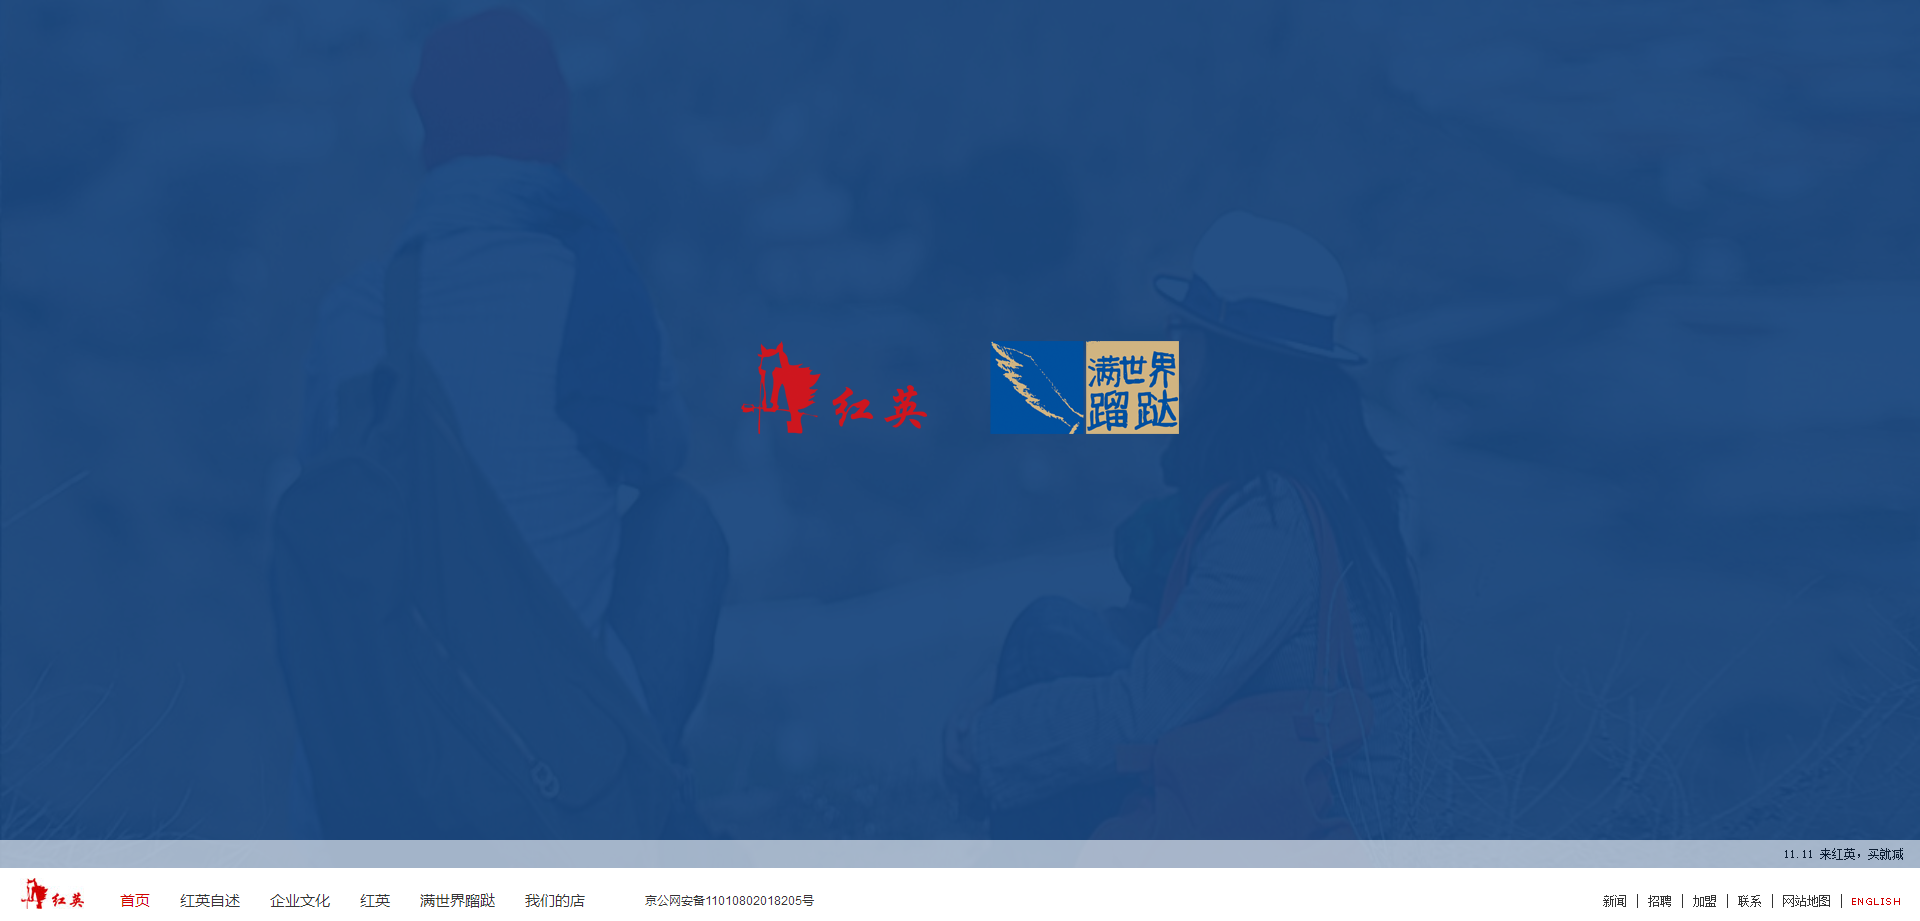 红英
满世界
蹓跶
11.11 来红英，买就减
红英 首页 红英自述 企业文化 红英 满世界蹓跶 我们的店 京公网安备11010802018205号 新闻 | 招聘 | 加盟 | 联系 | 网站地图 | ENGLISH